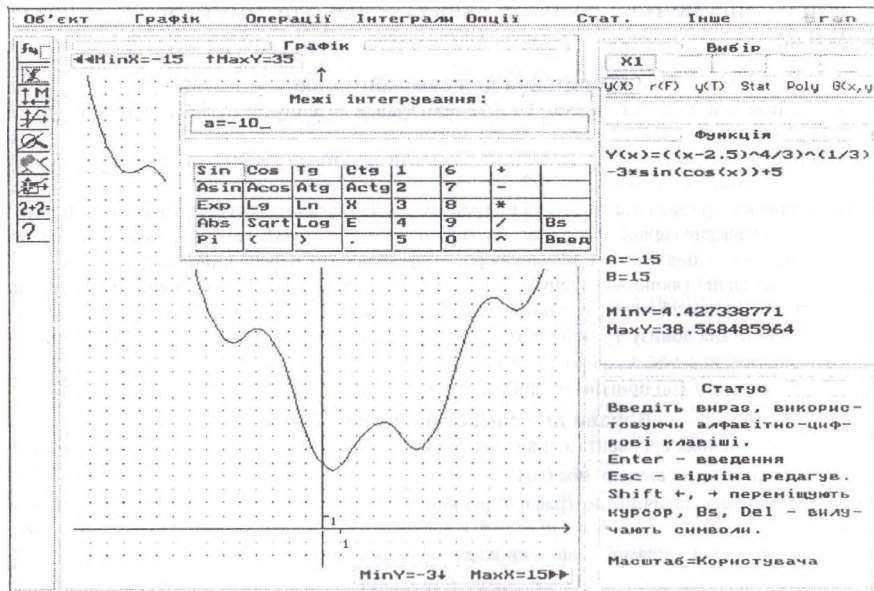 Об'єкт Графік Операції Інтеграли Опції Стат. Інше Gran
Графік
MinX=-15 ↑MaxY=35
Межі інтегрування:
a=-10_
Sin Cos Tg Ctg 1 6 +
Asin Acos Atg Actg 2 7 -
Exp Lg Ln X 3 8 *
Abs Sqrt Log E 4 9 / Bs
Pi ( ) . 5 0 ^ Введ
2+2=
?
1
1
MinY=-3↓ MaxX=15
Вибір
X1
Y(X) r(F) y(T) Stat Poly G(x,y
Функція
Y(x)=((x-2.5)^4/3)^(1/3)
-3*sin(cos(x))+5
A=-15
B=15
MinY=4.427338771
MaxY=38.568485964
Статус
Введіть вираз, викорис-
товуючи алфавітно-циф-
рові клавіші.
Enter - введення
Esc - відміна редагув.
Shift ←, → переміщують
курсор, Bs, Del - вилу-
чають символи.
Масштаб=Користувача